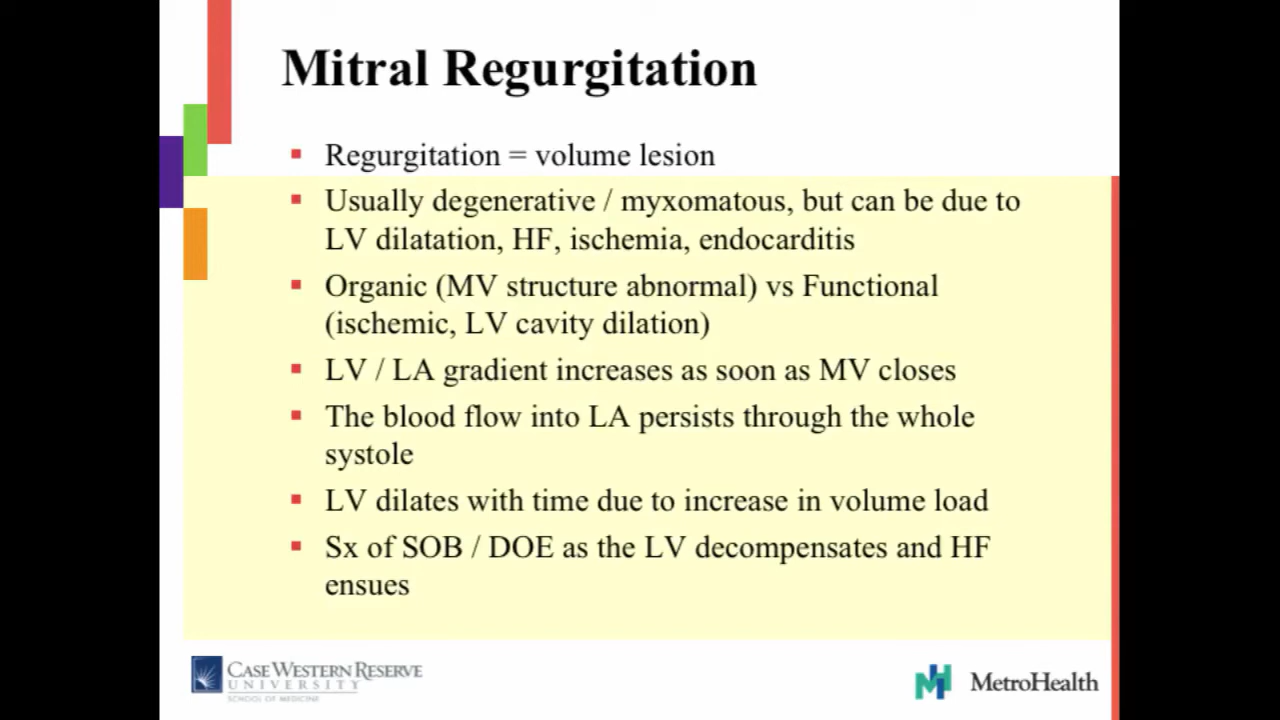 Mitral Regurgitation
▪ Regurgitation = volume lesion
▪ Usually degenerative / myxomatous, but can be due to
LV dilatation, HF, ischemia, endocarditis
▪ Organic (MV structure abnormal) vs Functional
(ischemic, LV cavity dilation)
▪ LV / LA gradient increases as soon as MV closes
▪ The blood flow into LA persists through the whole
systole
▪ LV dilates with time due to increase in volume load
▪ Sx of SOB / DOE as the LV decompensates and HF
ensues
CASE WESTERN RESERVE
UNIVERSITY
SCHOOL OF MEDICINE
MetroHealth